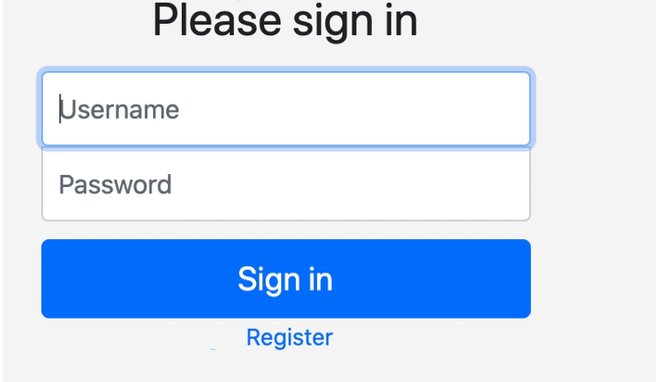 Please sign in
Username
Password
Sign in
Register